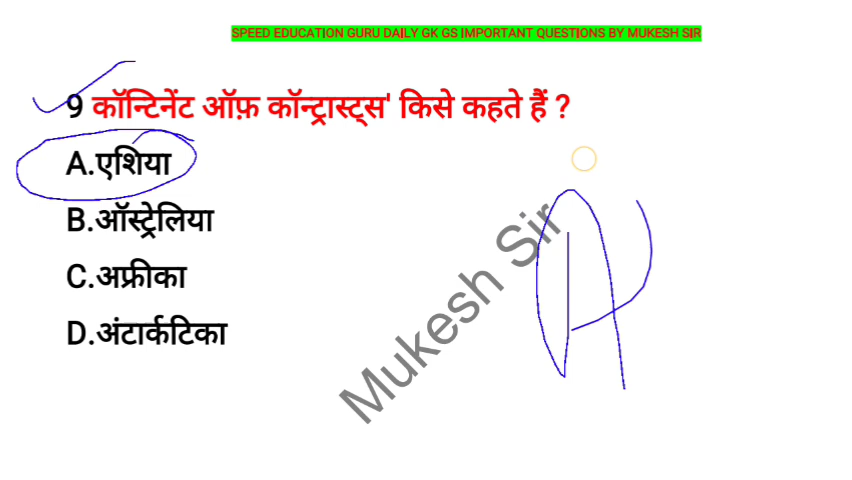 SPEED EDUCATION GURU DAILY GK GS IMPORTANT QUESTIONS BY MUKESH SIR
9 कॉन्टिनेंट ऑफ़ कॉन्ट्रास्ट्स' किसे कहते हैं ?
A.एशिया
B.ऑस्ट्रेलिया
C.अफ्रीका
D.अंटार्कटिका
Mukesh Sir